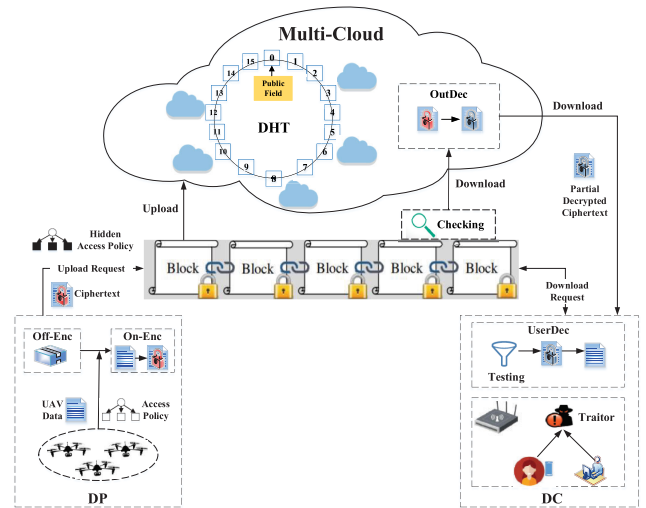 Multi-Cloud
15
0
1
14
2
Public
Field
13
3
12
4
DHT
11
5
10
6
9
7
8
OutDec
Download
Partial
Decrypted
Ciphertext
Upload
Download
Checking
Hidden
Access Policy
Upload Request
Ciphertext
Block
Block
Block
Block
Block
Download
Request
Off-Enc
On-Enc
UAV
Data
Access
Policy
DP
UserDec
Testing
Traitor
DC